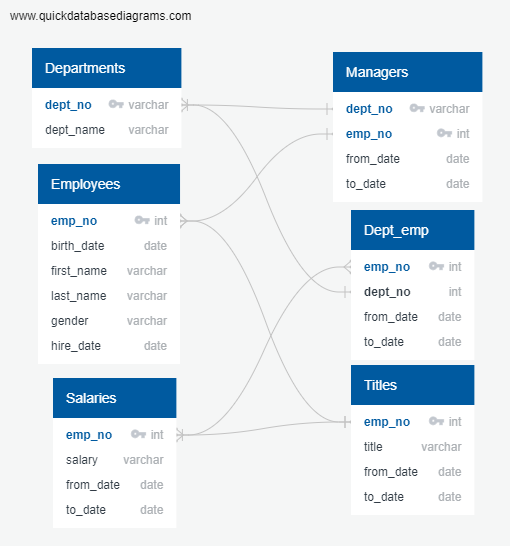 www.quickdatabasediagrams.com
Departments
dept_no varchar
dept_name varchar
Managers
dept_no varchar
emp_no int
from_date date
to_date date
Employees
emp_no int
birth_date date
first_name varchar
last_name varchar
gender varchar
hire_date date
Dept_emp
emp_no int
dept_no int
from_date date
to_date date
Salaries
emp_no int
salary varchar
from_date date
to_date date
Titles
emp_no int
title varchar
from_date date
to_date date